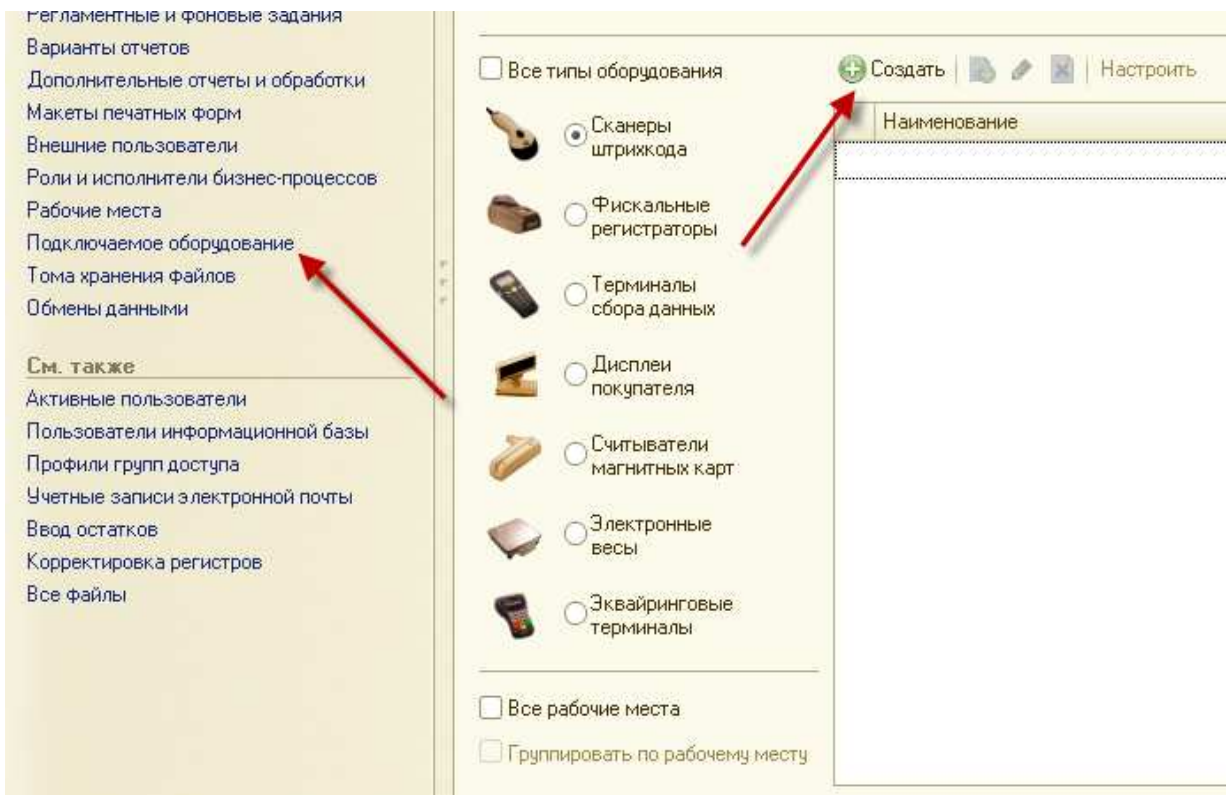 Регламентные и фоновые задания
Варианты отчетов
Дополнительные отчеты и обработки
Макеты печатных форм
Внешние пользователи
Роли и исполнители бизнес-процессов
Рабочие места
Подключаемое оборудование
Тома хранения файлов
Обмены данными
См. также
Активные пользователи
Пользователи информационной базы
Профили групп доступа
Учетные записи электронной почты
Ввод остатков
Корректировка регистров
Все файлы
Все типы оборудования
Сканеры
штрихкода
Фискальные
регистраторы
Терминалы
сбора данных
Дисплеи
покупателя
Считыватели
магнитных карт
Электронные
весы
Эквайринговые
терминалы
Все рабочие места
Группировать по рабочему месту
Создать Настроить
Наименование